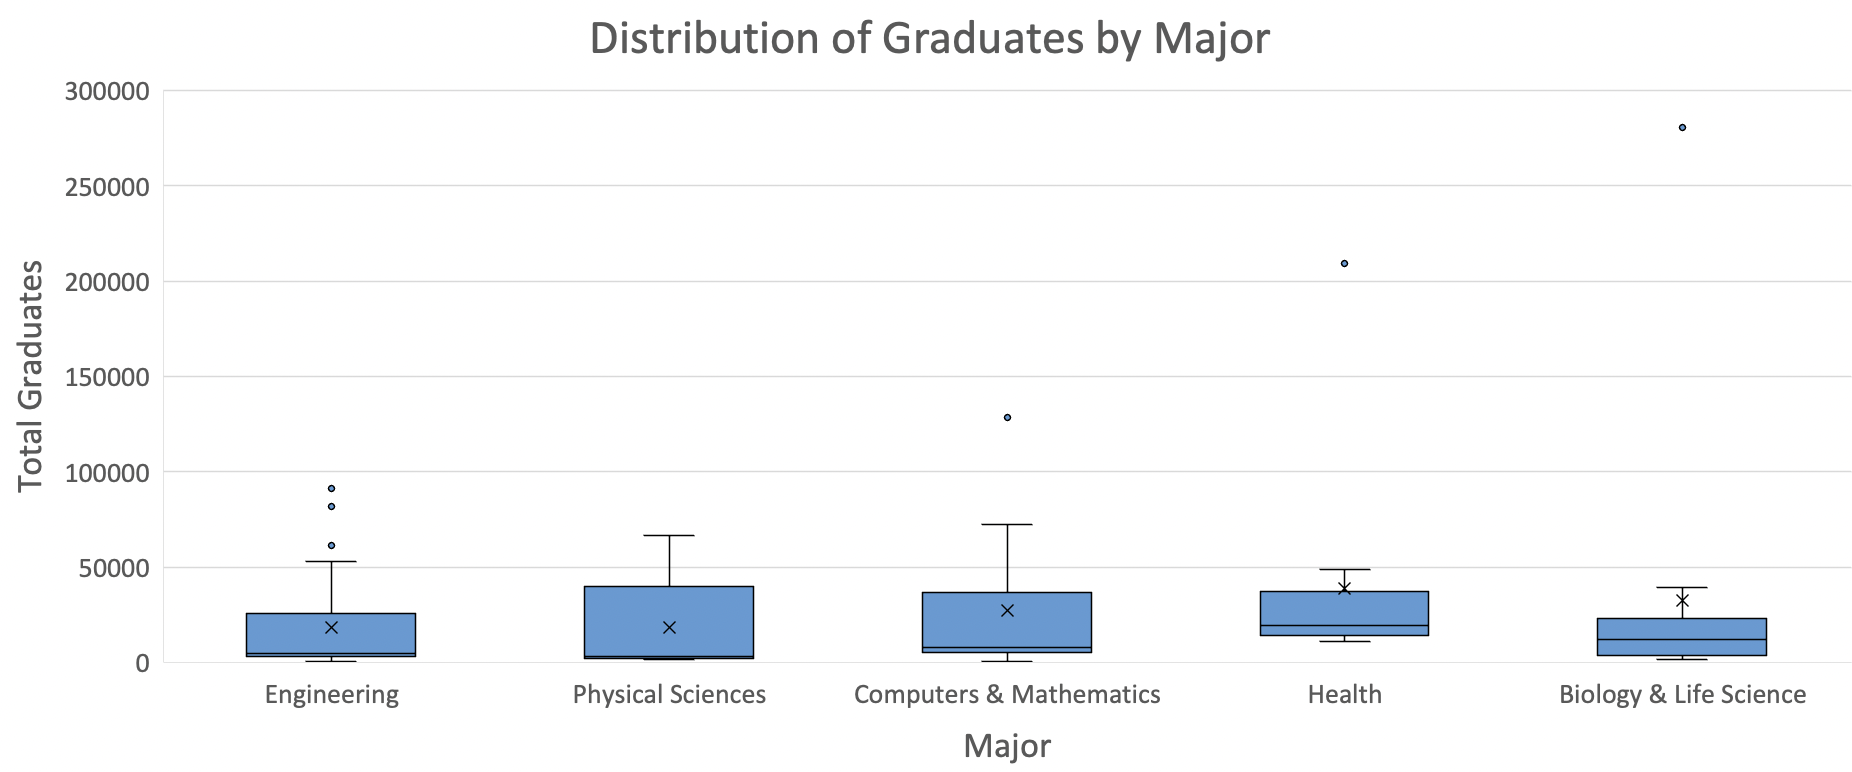 Distribution of Graduates by Major
Total Graduates
300000
250000
200000
150000
100000
50000
0
Engineering
Physical Sciences
Computers & Mathematics
Health
Biology & Life Science
Major